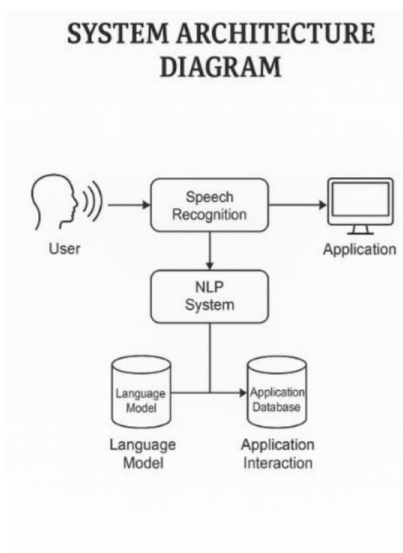 SYSTEM ARCHITECTURE
DIAGRAM
Speech
Recognition
User
Application
NLP
System
Language
Model
Application
Database
Language
Model
Application
Interaction